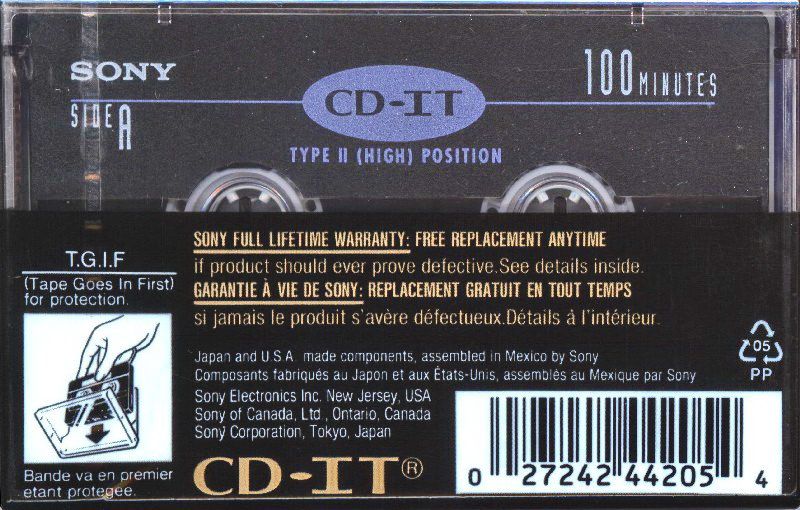 SONY
100 MINUTES
CD-IT
SIDE A
TYPE II (HIGH) POSITION
SONY FULL LIFETIME WARRANTY: FREE REPLACEMENT ANYTIME
if product should ever prove defective.See details inside.
GARANTIE À VIE DE SONY: REPLACEMENT GRATUIT EN TOUT TEMPS
si jamais le produit s'avère défectueux.Détails à l'intérieur.
T.G.I.F
(Tape Goes In First)
for protection.
Bande va en premier
etant protegée.
Japan and U.S.A. made components, assembled in Mexico by Sony
Composants fabriqués au Japon et aux États-Unis, assemblés au Mexique par Sony
Sony Electronics Inc. New Jersey, USA
Sony of Canada, Ltd., Ontario, Canada
Sony Corporation, Tokyo, Japan
CD-IT®
05
PP
0 27242 44205 4